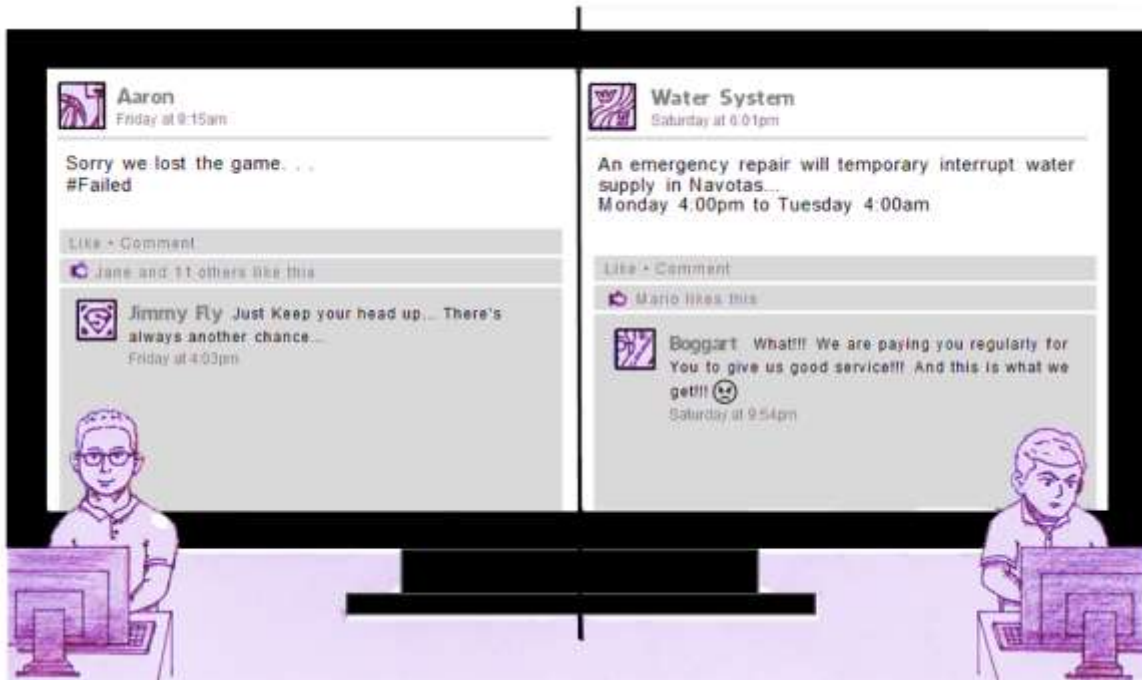 Aaron
Friday at 9:15am
Sorry we lost the game. . .
#Failed
Like • Comment
Jane and 11 others like this
Jimmy Fly Just Keep your head up... There's
always another chance...
Friday at 4:03pm
Water System
Saturday at 6:01pm
An emergency repair will temporary interrupt water
supply in Navotas...
Monday 4:00pm to Tuesday 4:00am
Like • Comment
Mario likes this
Boggart What!!! We are paying you regularly for
You to give us good service!!! And this is what we
get!!!
Saturday at 9:54pm